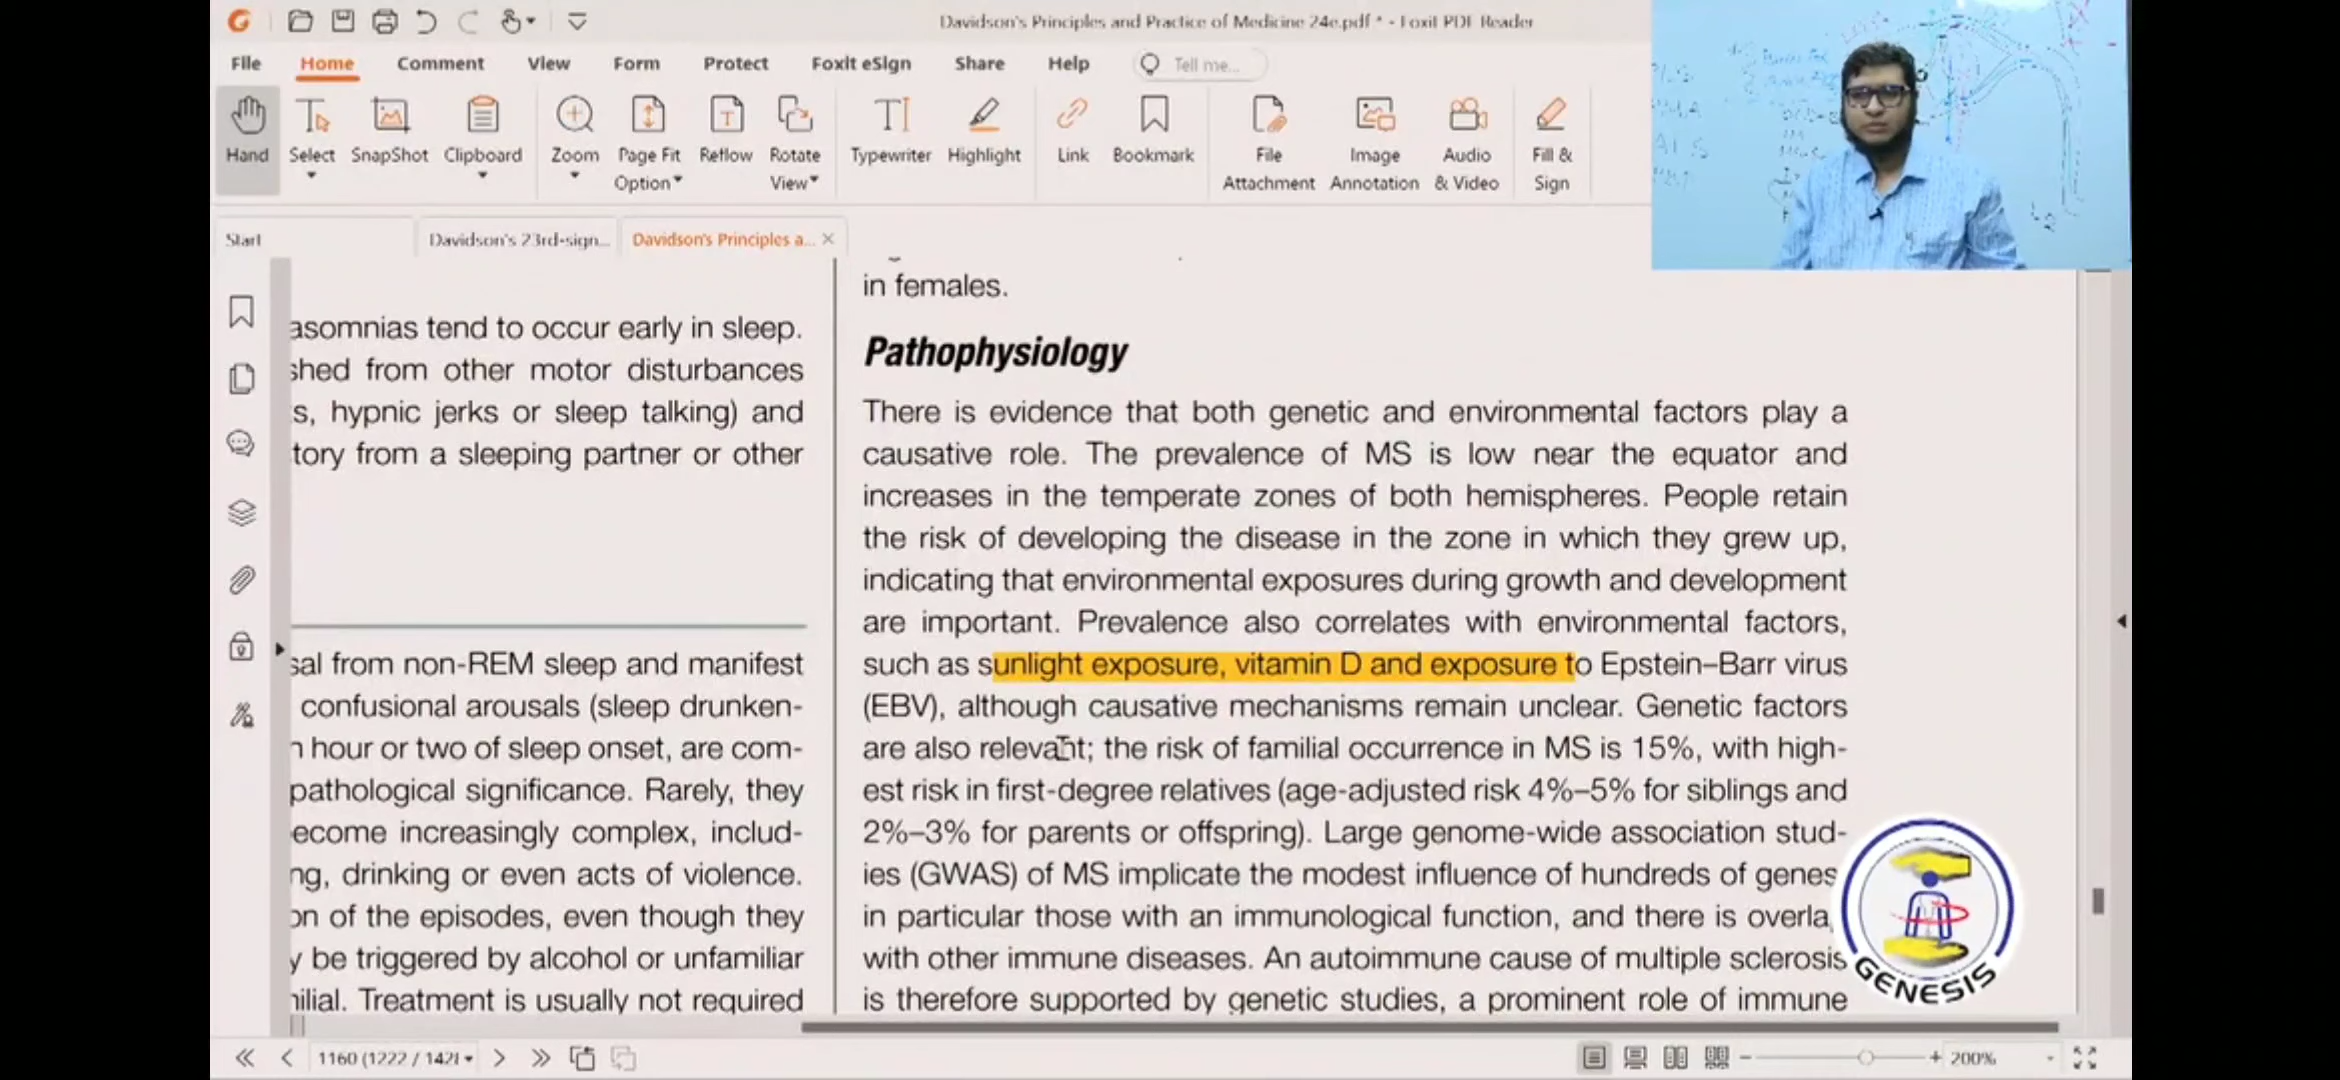 Davidson's Principles and Practice of Medicine 24e.pdf * - Foxit PDF Reader
File Home Comment View Form Protect Foxit eSign Share Help Tell me...
Hand Select SnapShot Clipboard Zoom Page Fit Option Reflow Rotate View Typewriter Highlight Link Bookmark File Attachment Image Annotation Audio & Video Fill & Sign
Start Davidson's 23rd-sign... Davidson's Principles a...
asomnias tend to occur early in sleep.
shed from other motor disturbances
s, hypnic jerks or sleep talking) and
tory from a sleeping partner or other
sal from non-REM sleep and manifest
confusional arousals (sleep drunken-
n hour or two of sleep onset, are com-
pathological significance. Rarely, they
ecome increasingly complex, includ-
ng, drinking or even acts of violence.
on of the episodes, even though they
y be triggered by alcohol or unfamiliar
nilial. Treatment is usually not required
in females.
Pathophysiology
There is evidence that both genetic and environmental factors play a
causative role. The prevalence of MS is low near the equator and
increases in the temperate zones of both hemispheres. People retain
the risk of developing the disease in the zone in which they grew up,
indicating that environmental exposures during growth and development
are important. Prevalence also correlates with environmental factors,
such as sunlight exposure, vitamin D and exposure to Epstein–Barr virus
(EBV), although causative mechanisms remain unclear. Genetic factors
are also relevant; the risk of familial occurrence in MS is 15%, with high-
est risk in first-degree relatives (age-adjusted risk 4%–5% for siblings and
2%–3% for parents or offspring). Large genome-wide association stud-
ies (GWAS) of MS implicate the modest influence of hundreds of genes
in particular those with an immunological function, and there is overla
with other immune diseases. An autoimmune cause of multiple sclerosis
is therefore supported by genetic studies, a prominent role of immune
GENESIS
1160 (1222 / 142
200%